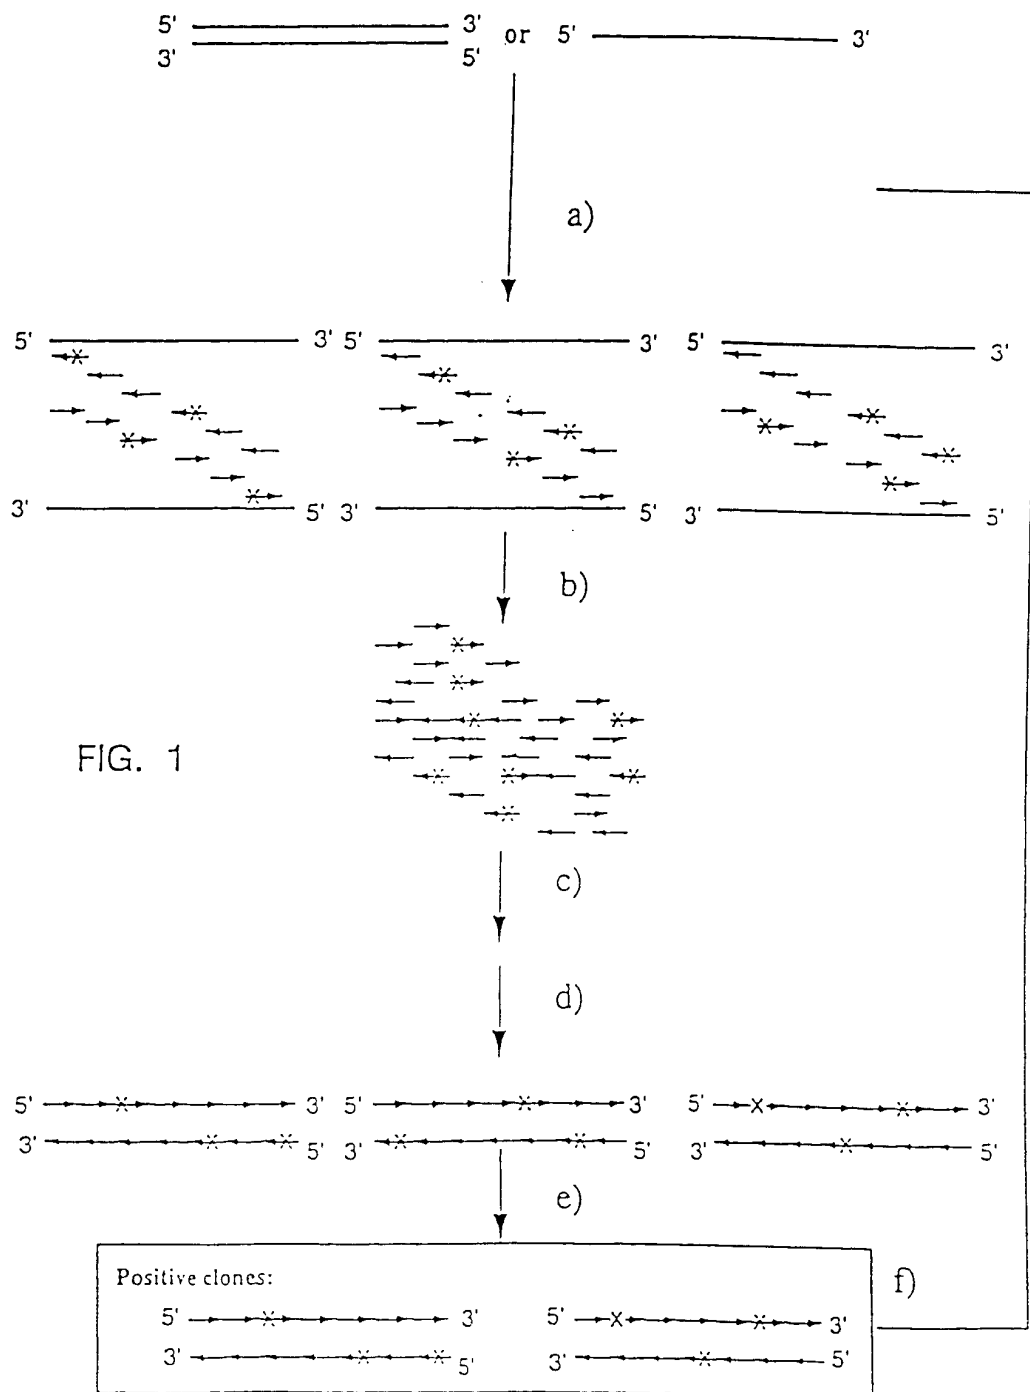 5' 3' or 5' 3'
3' 5'
a)
5' 3' 5' 3' 5' 3'
X X X X X X
X X X X X X
3' 5' 3' 5' 3' 5'
b)
X
X
X X
X X X
X
FIG. 1
c)
d)
5' X 3' 5' X 3' 5' X X 3'
3' X X 5' 3' X X 5' 3' X 5'
e)
Positive clones:
f)
5' X 3' 5' X X 3'
3' X X 5' 3' X 5'